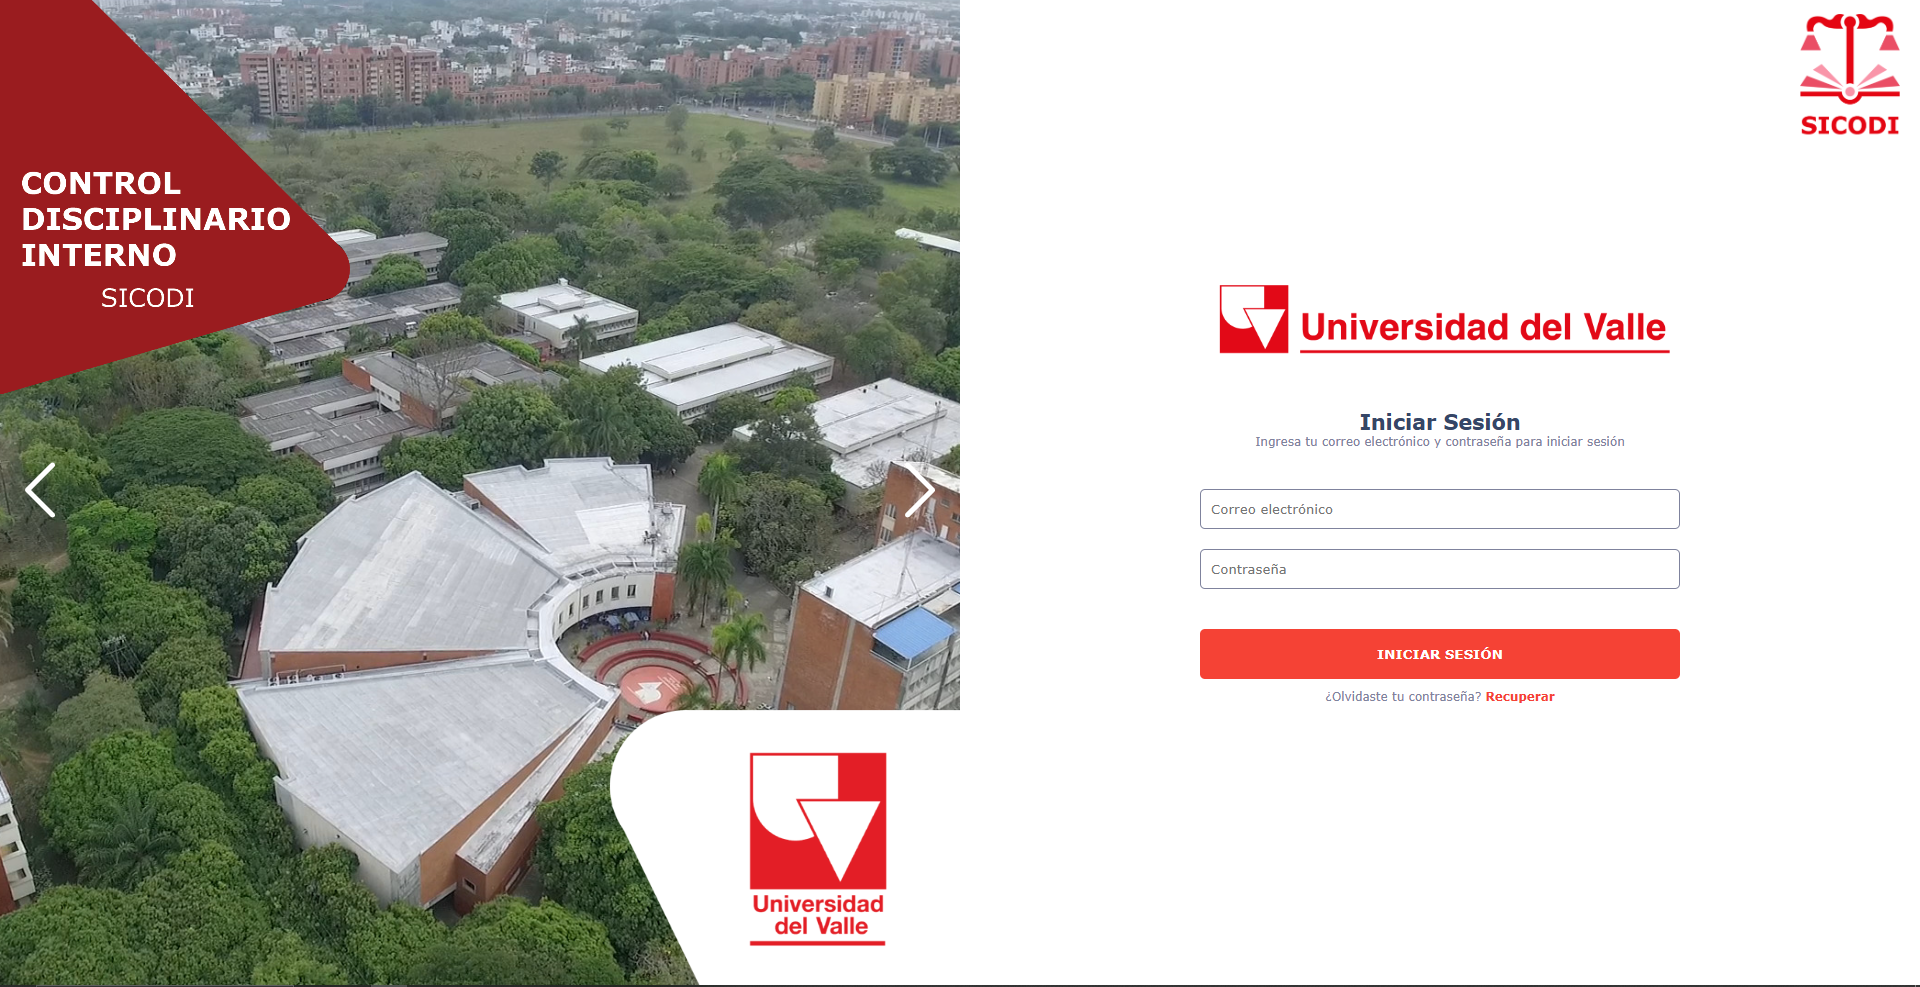 CONTROL
DISCIPLINARIO
INTERNO
SICODI
Universidad
del Valle
SICODI
Universidad del Valle
Iniciar Sesión
Ingresa tu correo electrónico y contraseña para iniciar sesión
Correo electrónico
Contraseña
INICIAR SESIÓN
¿Olvidaste tu contraseña? Recuperar